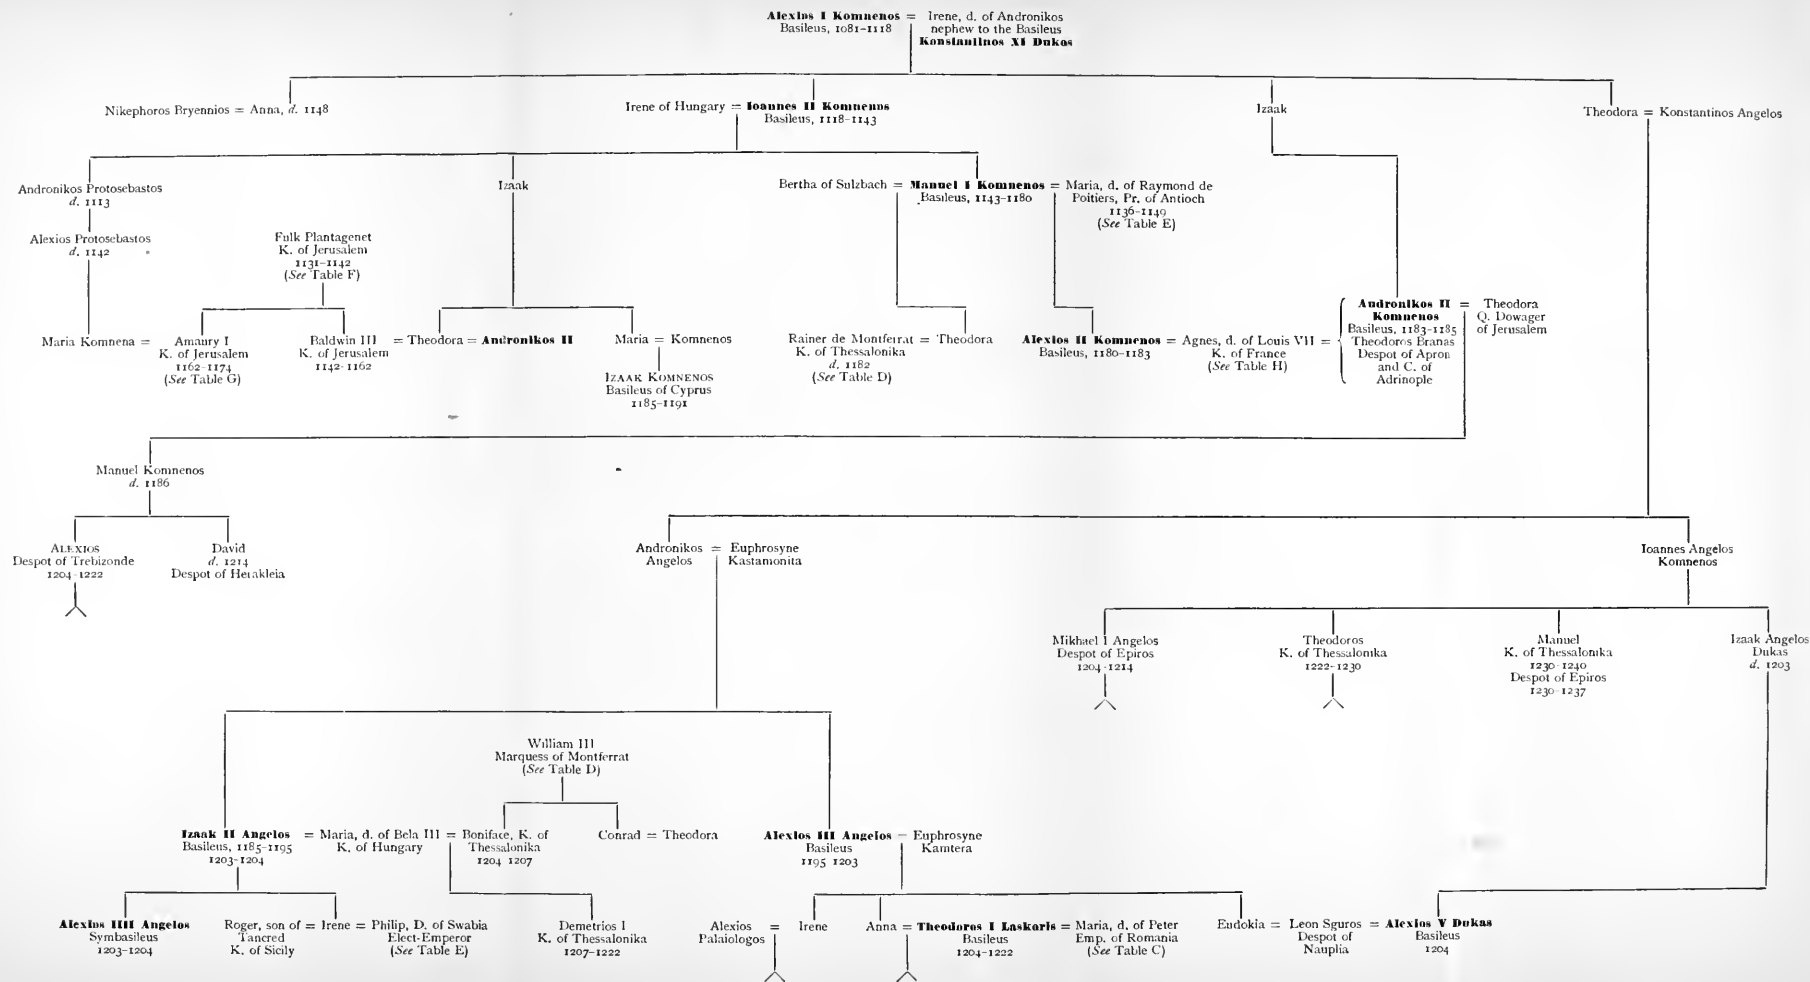 Alexios I Komnenos = Irene, d. of Andronikos
Basileus, 1081-1118 nephew to the Basileus
Konstantinos XI Dukas
Nikephoros Bryennios = Anna, d. 1148
Irene of Hungary = Ioannes II Komnenos
Basileus, 1118-1143
Izaak
Theodora = Konstantinos Angelos
Andronikos Protosebastos
d. 1113
Izaak
Bertha of Sulzbach = Manuel I Komnenos = Maria, d. of Raymond de
Basileus, 1143-1180 Poitiers, Pr. of Antioch
1136-1149
(See Table E)
Alexios Protosebastos
d. 1142
Fulk Plantagenet
K. of Jerusalem
1131-1142
(See Table F)
Maria Komnena = Amaury I
K. of Jerusalem
1162-1174
(See Table G)
Baldwin III = Theodora = Andronikos II
K. of Jerusalem
1142-1162
Maria = Komnenos
IZAAK KOMNENOS
Basileus of Cyprus
1185-1191
Rainer de Montferrat = Theodora
K. of Thessalonika
d. 1182
(See Table D)
Alexios II Komnenos = Agnes, d. of Louis VII =
Basileus, 1180-1183 K. of France
(See Table H)
Andronikos II = Theodora
Komnenos Q. Dowager
Basileus, 1183-1185 of Jerusalem
Theodoros Branas
Despot of Apron
and C. of
Adrinople
Manuel Komnenos
d. 1186
ALEXIOS
Despot of Trebizonde
1204-1222
David
d. 1214
Despot of Herakleia
Andronikos = Euphrosyne
Angelos Kastamonita
Ioannes Angelos
Komnenos
Mikhael I Angelos
Despot of Epiros
1204-1214
Theodoros
K. of Thessalonika
1222-1230
Manuel
K. of Thessalonika
1230-1240
Despot of Epiros
1230-1237
Izaak Angelos
Dukas
d. 1203
William III
Marquess of Montferrat
(See Table D)
Izaak II Angelos = Maria, d. of Bela III = Boniface, K. of
Basileus, 1185-1195 K. of Hungary Thessalonika
1203-1204 1204 1207
Conrad = Theodora
Alexios III Angelos = Euphrosyne
Basileus Kamtera
1195 1203
Alexios IIII Angelos
Symbasileus
1203-1204
Roger, son of = Irene = Philip, D. of Swabia
Tancred Elect-Emperor
K. of Sicily (See Table E)
Demetrios I
K. of Thessalonika
1207-1222
Alexios = Irene
Palaiologos
Anna = Theodoros I Laskaris = Maria, d. of Peter
Basileus Emp. of Romania
1204-1222 (See Table C)
Eudokia = Leon Sguros = Alexios V Dukas
Despot of Basileus
Nauplia 1204